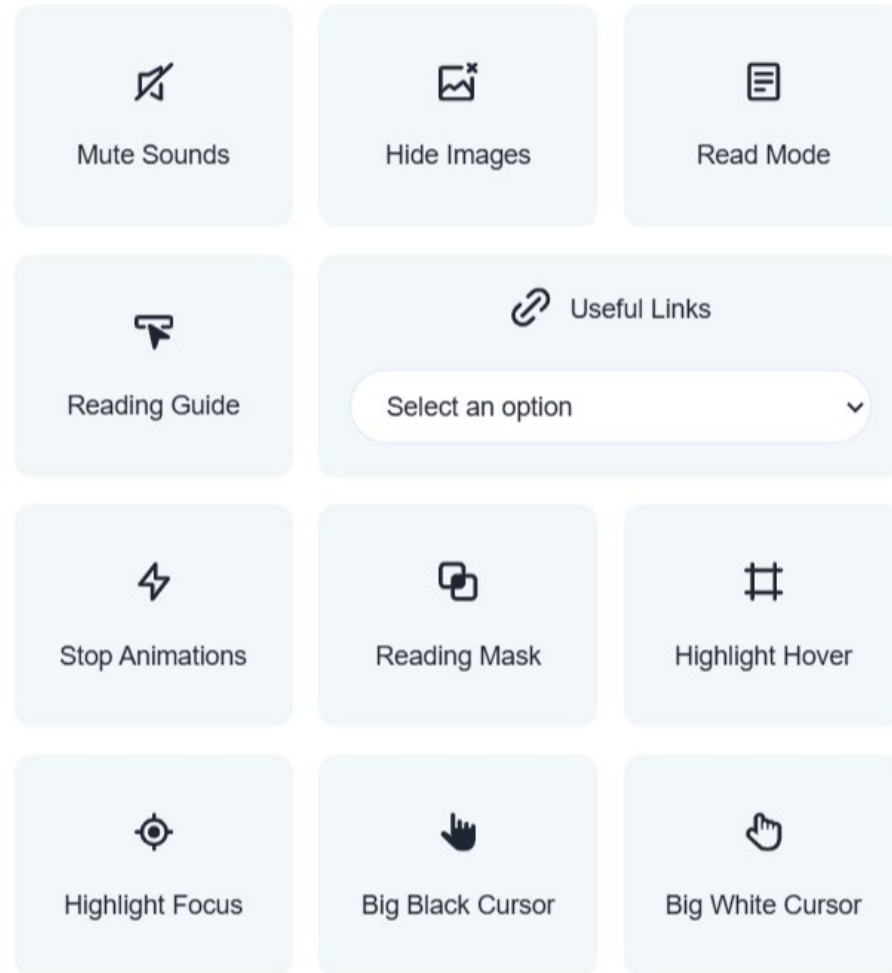 Mute Sounds
Hide Images
Read Mode
Reading Guide
Useful Links
Select an option
Stop Animations
Reading Mask
Highlight Hover
Highlight Focus
Big Black Cursor
Big White Cursor